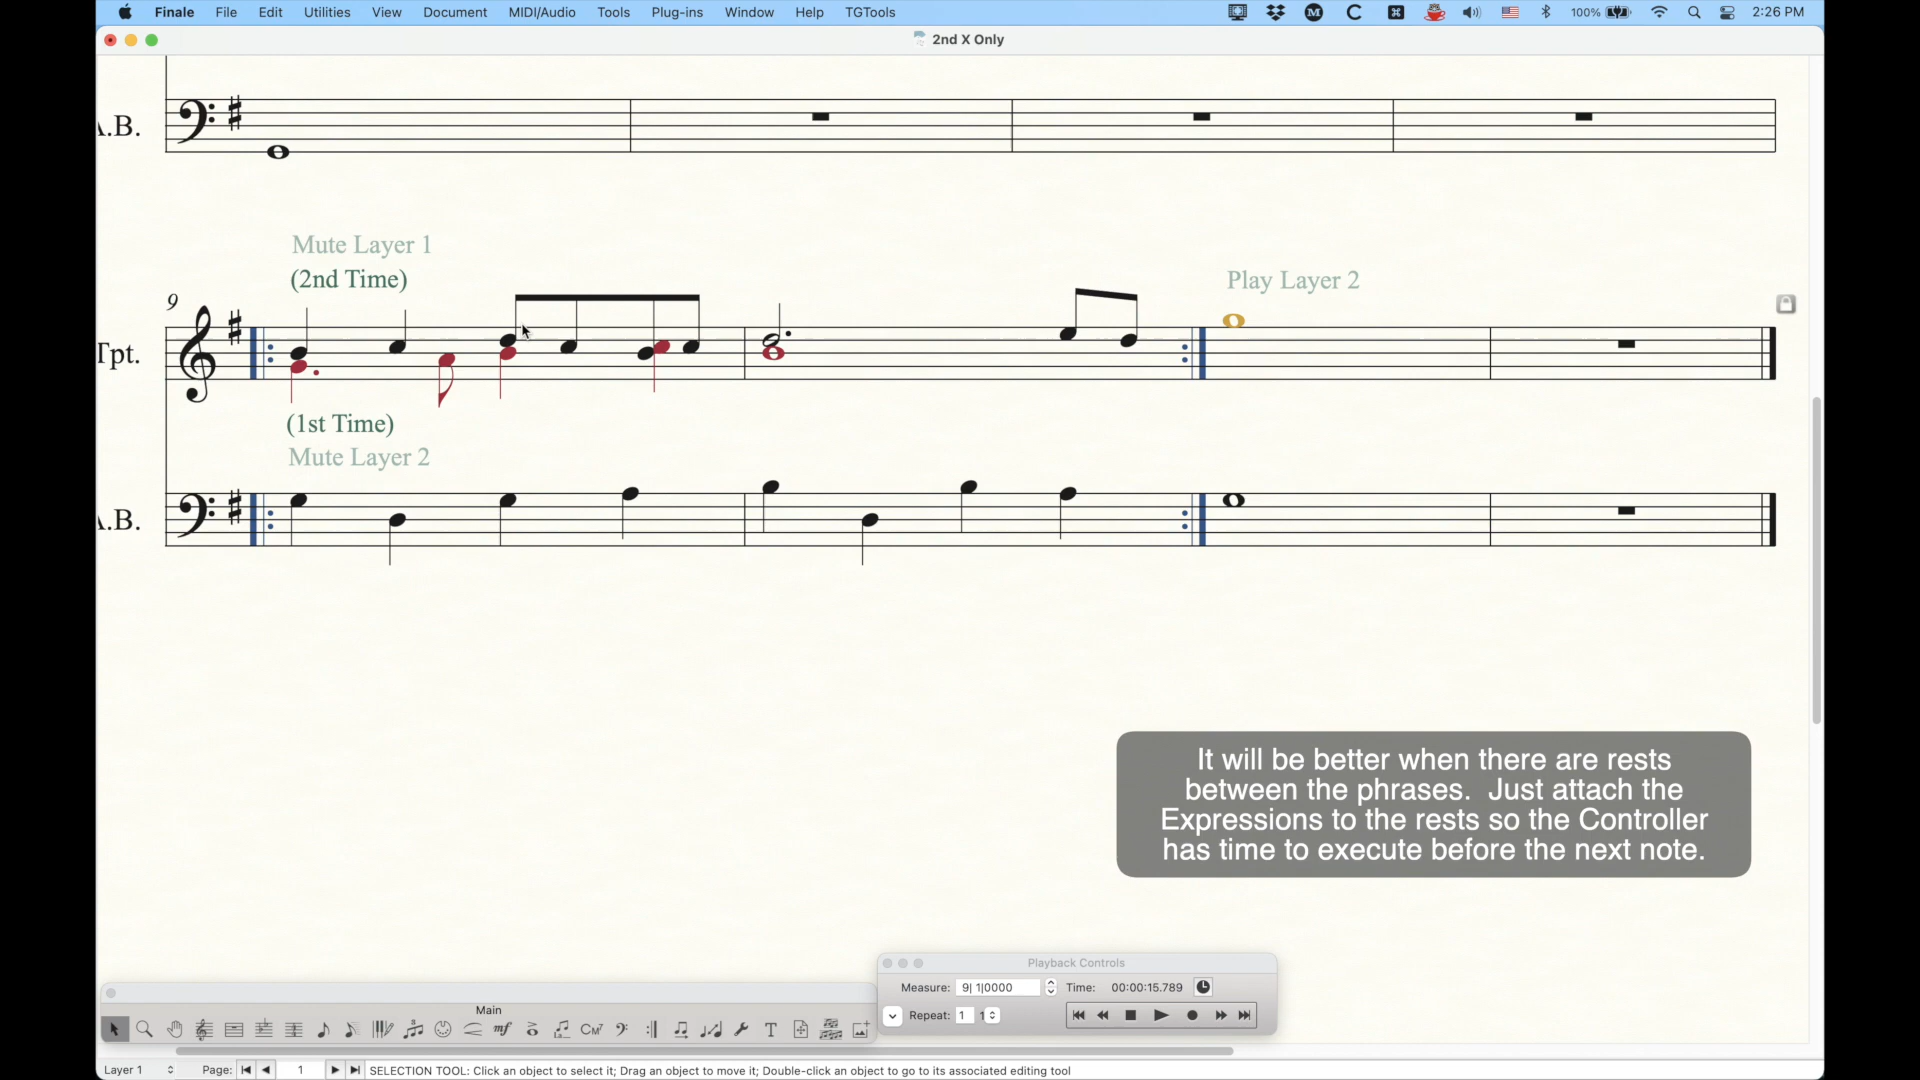 Finale File Edit Utilities View Document MIDI/Audio Tools Plug-ins Window Help TGTools 100% 2:26 PM
2nd X Only
A.B.
Mute Layer 1
(2nd Time)
Play Layer 2
9
Tpt.
(1st Time)
Mute Layer 2
A.B.
It will be better when there are rests
between the phrases. Just attach the
Expressions to the rests so the Controller
has time to execute before the next note.
Playback Controls
Measure: 9| 1|0000 Time: 00:00:15.789
Main
Repeat: 1 1
mf CM7 T
Layer 1 Page: 1 SELECTION TOOL: Click an object to select it; Drag an object to move it; Double-click an object to go to its associated editing tool